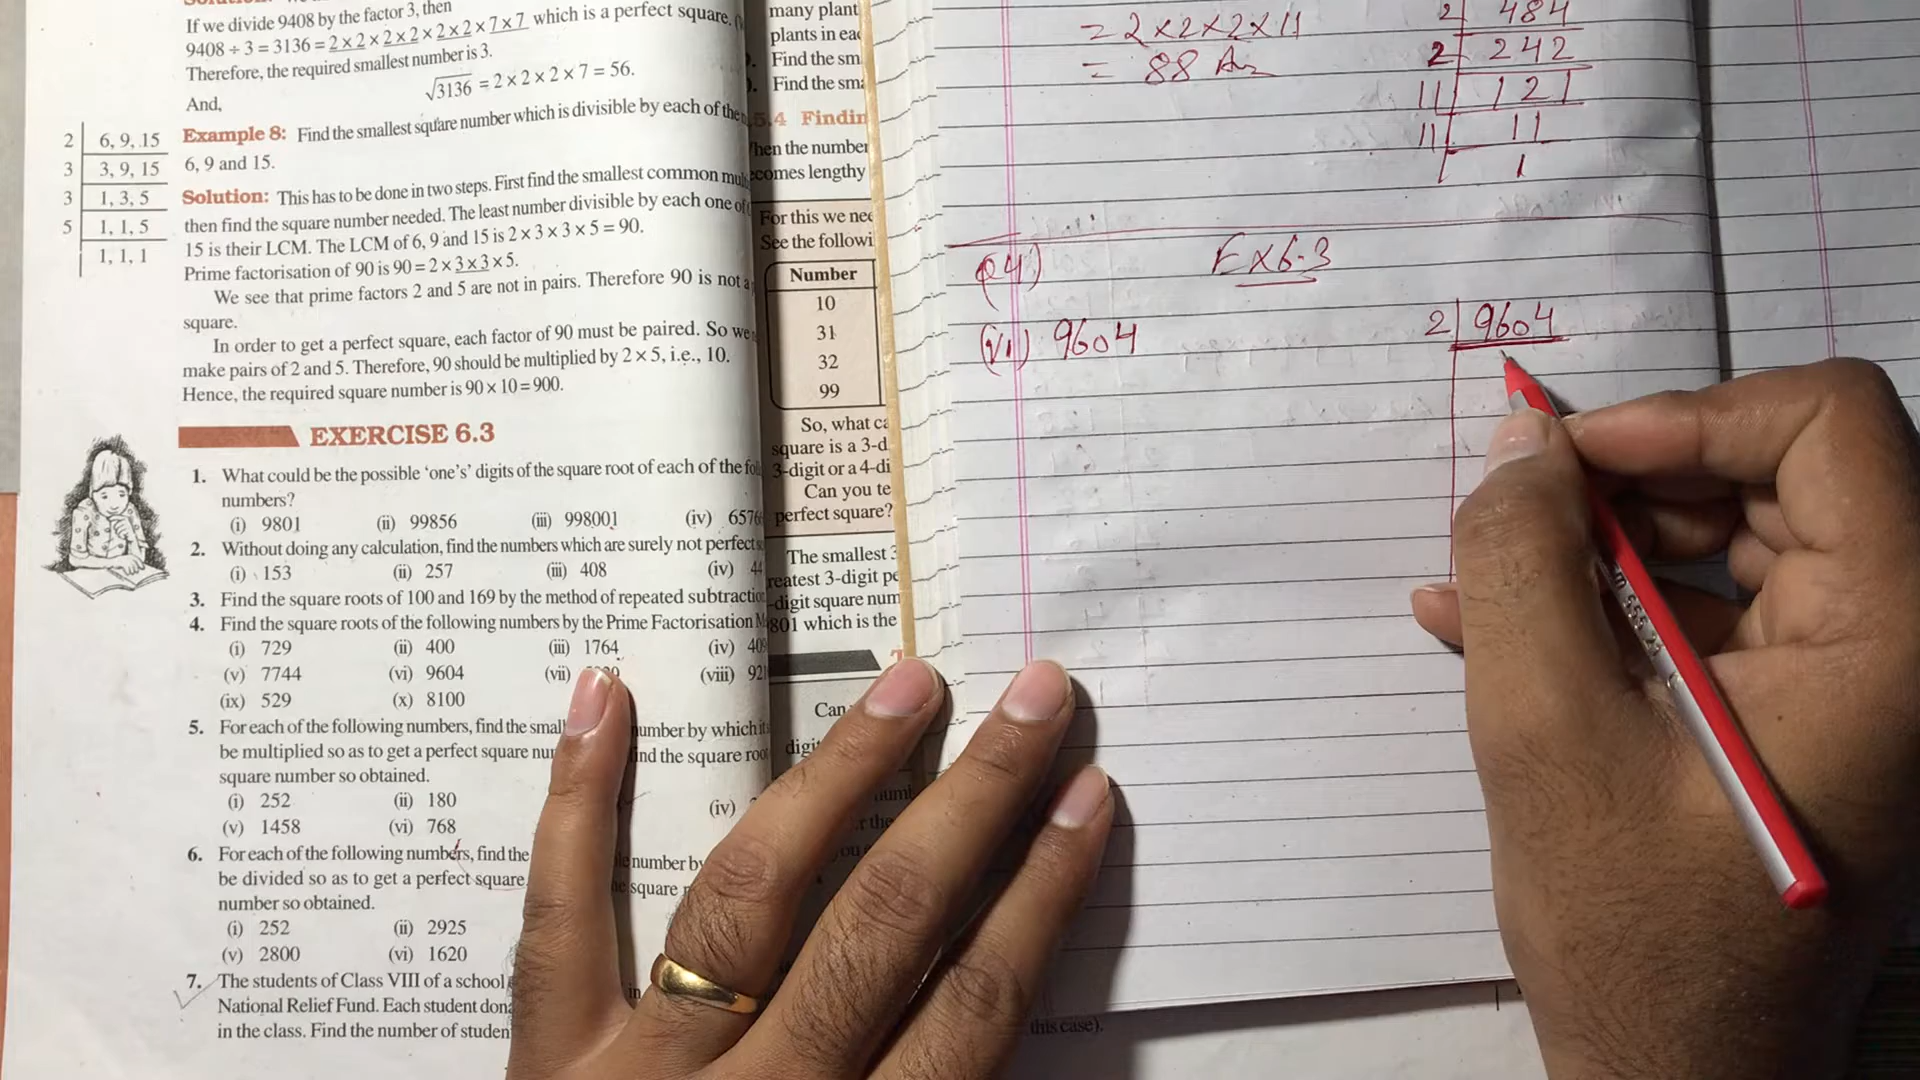 If we divide 9408 by the factor 3, then
9408 ÷ 3 = 3136 = 2 × 2 × 2 × 2 × 2 × 2 × 7 × 7 which is a perfect square.
Therefore, the required smallest number is 3.
And, √3136 = 2 × 2 × 2 × 7 = 56.
Example 8: Find the smallest square number which is divisible by each of the
6, 9 and 15.
Solution: This has to be done in two steps. First find the smallest common
then find the square number needed. The least number divisible by each one of
15 is their LCM. The LCM of 6, 9 and 15 is 2 × 3 × 3 × 5 = 90.
Prime factorisation of 90 is 90 = 2 × 3 × 3 × 5.
We see that prime factors 2 and 5 are not in pairs. Therefore 90 is not a
square.
In order to get a perfect square, each factor of 90 must be paired. So we
make pairs of 2 and 5. Therefore, 90 should be multiplied by 2 × 5, i.e., 10.
Hence, the required square number is 90 × 10 = 900.
2 6, 9, 15
3 3, 9, 15
3 1, 3, 5
5 1, 1, 5
1, 1, 1
EXERCISE 6.3
1. What could be the possible ‘one’s’ digits of the square root of each of the
numbers?
(i) 9801 (ii) 99856 (iii) 998001 (iv)
2. Without doing any calculation, find the numbers which are surely not perfect
(i) 153 (ii) 257 (iii) 408 (iv)
3. Find the square roots of 100 and 169 by the method of repeated
4. Find the square roots of the following numbers by the Prime Factorisation
(i) 729 (ii) 400 (iii) 1764 (iv)
(v) 7744 (vi) 9604 (vii) (viii)
(ix) 529 (x) 8100
5. For each of the following numbers, find the number by which
be multiplied so as to get a perfect square find the square
square number so obtained.
(i) 252 (ii) 180 (iv)
(v) 1458 (vi) 768
6. For each of the following numbers, find the number by
be divided so as to get a perfect square square
number so obtained.
(i) 252 (ii) 2925
(v) 2800 (vi) 1620
7. The students of Class VIII of a school
National Relief Fund. Each student
in the class. Find the number of
many
plants in
Find the
Find the
5.4
the number
lengthy
For this we
See the
Number
10
31
32
99
So, what
square is a 3-d
3-digit or a 4-di
Can you
perfect square?
The smallest
3-digit
-digit square
which is the
Can
this case).
= 2×2×2×11
= 88 Ans
2 484
2 242
11 121
11 11
1
Q4) EX 6.3
(vi) 9604
2 9604